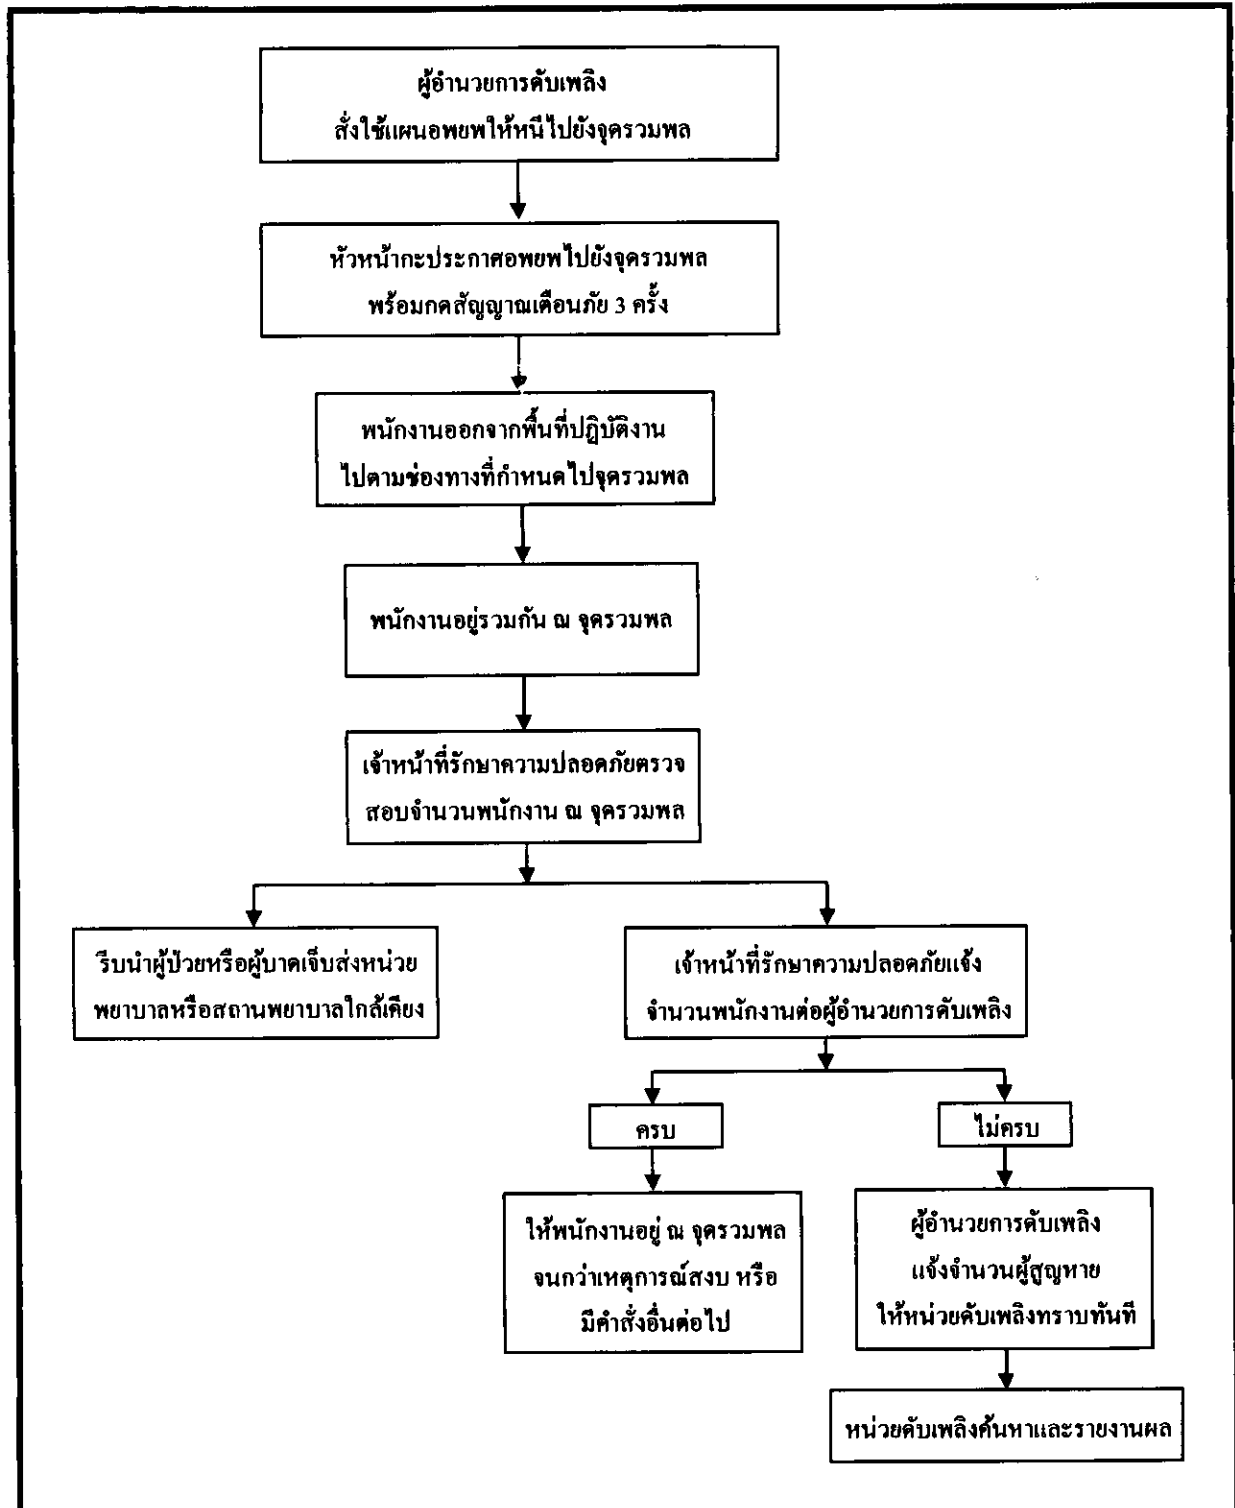 ผู้อำนวยการดับเพลิง
สั่งใช้แผนอพยพให้หนีไปยังจุดรวมพล
หัวหน้ากะประกาศอพยพไปยังจุดรวมพล
พร้อมกดสัญญาณเตือนภัย 3 ครั้ง
พนักงานออกจากพื้นที่ปฏิบัติงาน
ไปตามช่องทางที่กำหนดไปจุดรวมพล
พนักงานอยู่รวมกัน ณ จุดรวมพล
เจ้าหน้าที่รักษาความปลอดภัยตรวจ
สอบจำนวนพนักงาน ณ จุดรวมพล
รีบนำผู้ป่วยหรือผู้บาดเจ็บส่งหน่วย
พยาบาลหรือสถานพยาบาลใกล้เคียง
เจ้าหน้าที่รักษาความปลอดภัยแจ้ง
จำนวนพนักงานต่อผู้อำนวยการดับเพลิง
ครบ
ไม่ครบ
ให้พนักงานอยู่ ณ จุดรวมพล
จนกว่าเหตุการณ์สงบ หรือ
มีคำสั่งอื่นต่อไป
ผู้อำนวยการดับเพลิง
แจ้งจำนวนผู้สูญหาย
ให้หน่วยดับเพลิงทราบทันที
หน่วยดับเพลิงค้นหาและรายงานผล